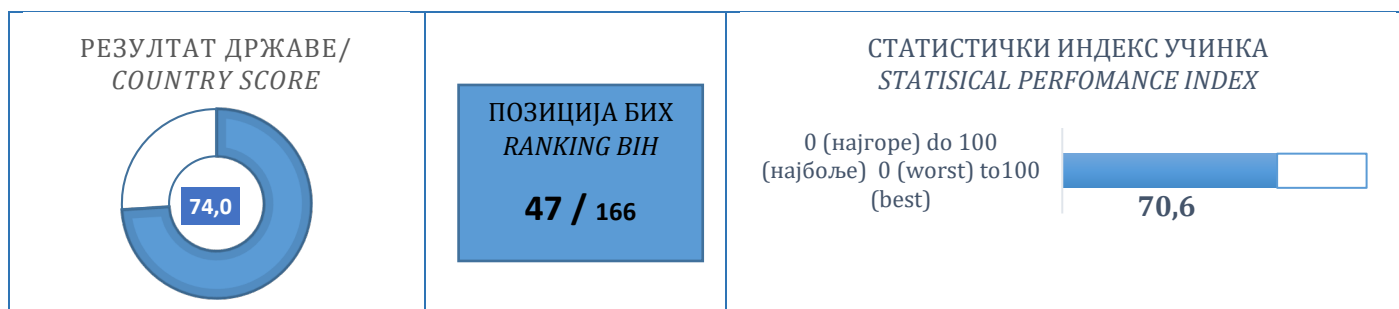 РЕЗУЛТАТ ДРЖАВЕ/
COUNTRY SCORE
74,0
ПОЗИЦИЈА БИХ
RANKING BIH
47 / 166
СТАТИСТИЧКИ ИНДЕКС УЧИНКА
STATISICAL PERFOMANCE INDEX
0 (најгоре) do 100
(најбоље) 0 (worst) to100
(best)
70,6